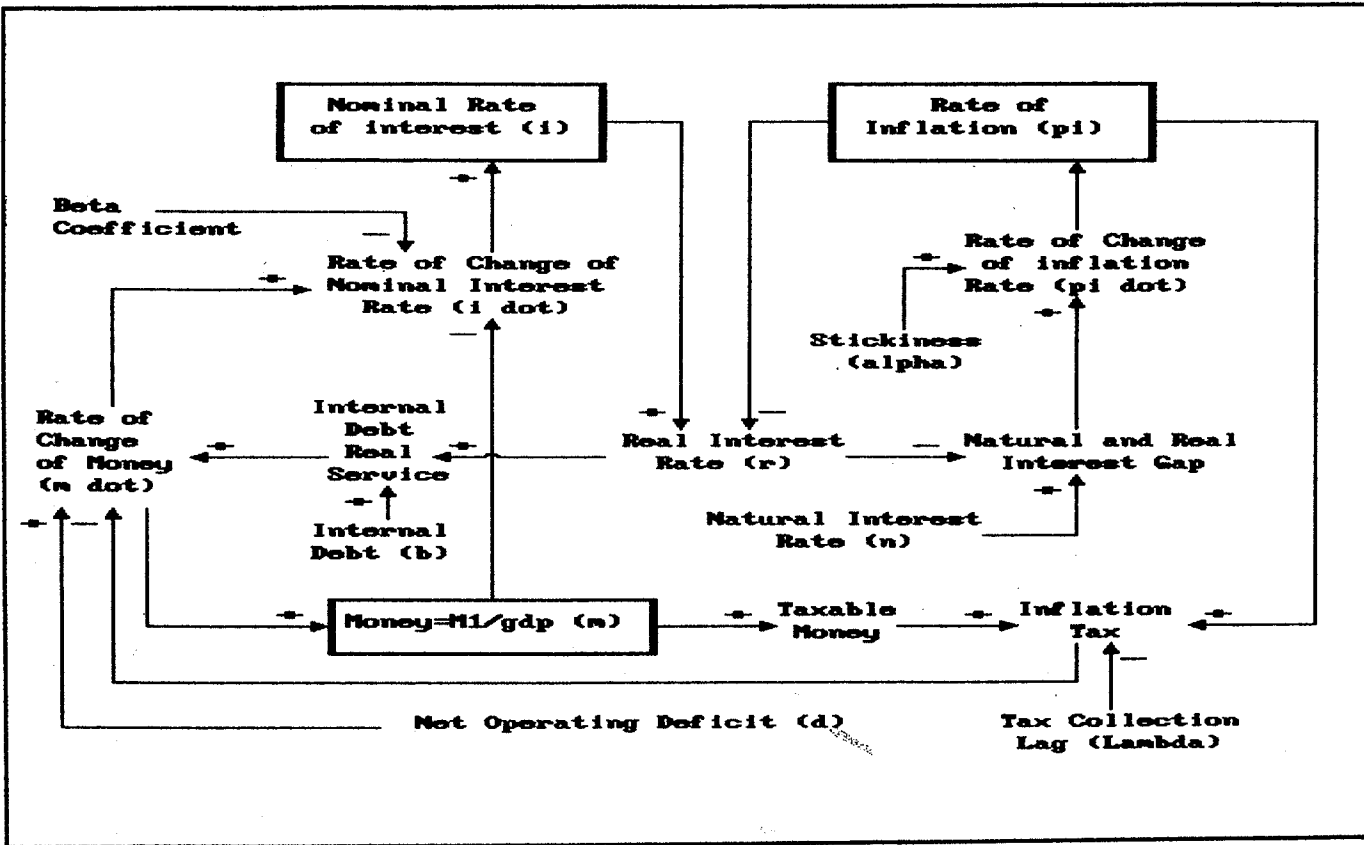 Nominal Rate
of interest (i)
Rate of
Inflation (pi)
Beta
Coefficient
Rate of Change of
Nominal Interest
Rate (i dot)
Rate of Change
of inflation
Rate (pi dot)
Stickiness
(alpha)
Rate of
Change
of Money
(m dot)
Internal
Debt
Real
Service
Real Interest
Rate (r)
Natural and Real
Interest Gap
Internal
Debt (b)
Natural Interest
Rate (n)
Money=M1/gdp (m)
Taxable
Money
Inflation
Tax
Net Operating Deficit (d)
Tax Collection
Lag (Lambda)